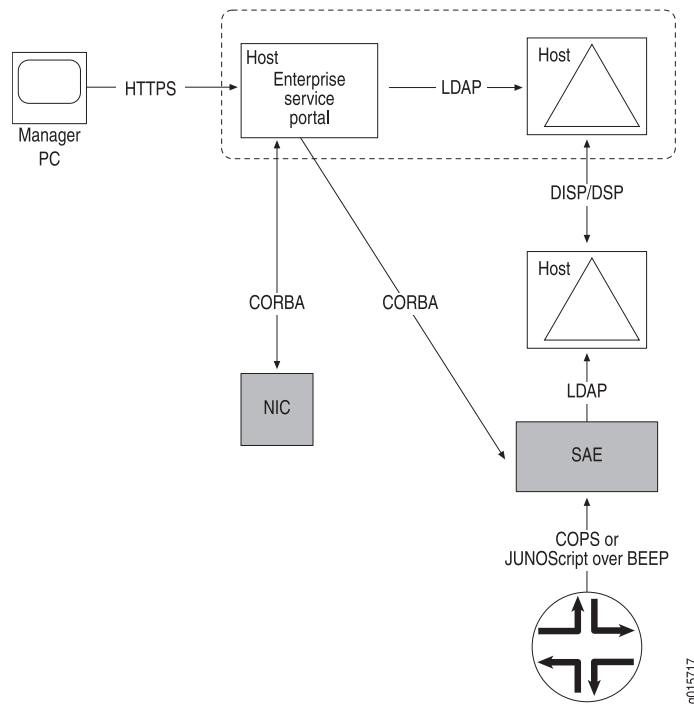 Host
Enterprise
service
portal
Host
HTTPS
LDAP
Manager
PC
DISP/DSP
Host
CORBA
CORBA
LDAP
NIC
SAE
COPS or
JUNOScript over BEEP
g015717